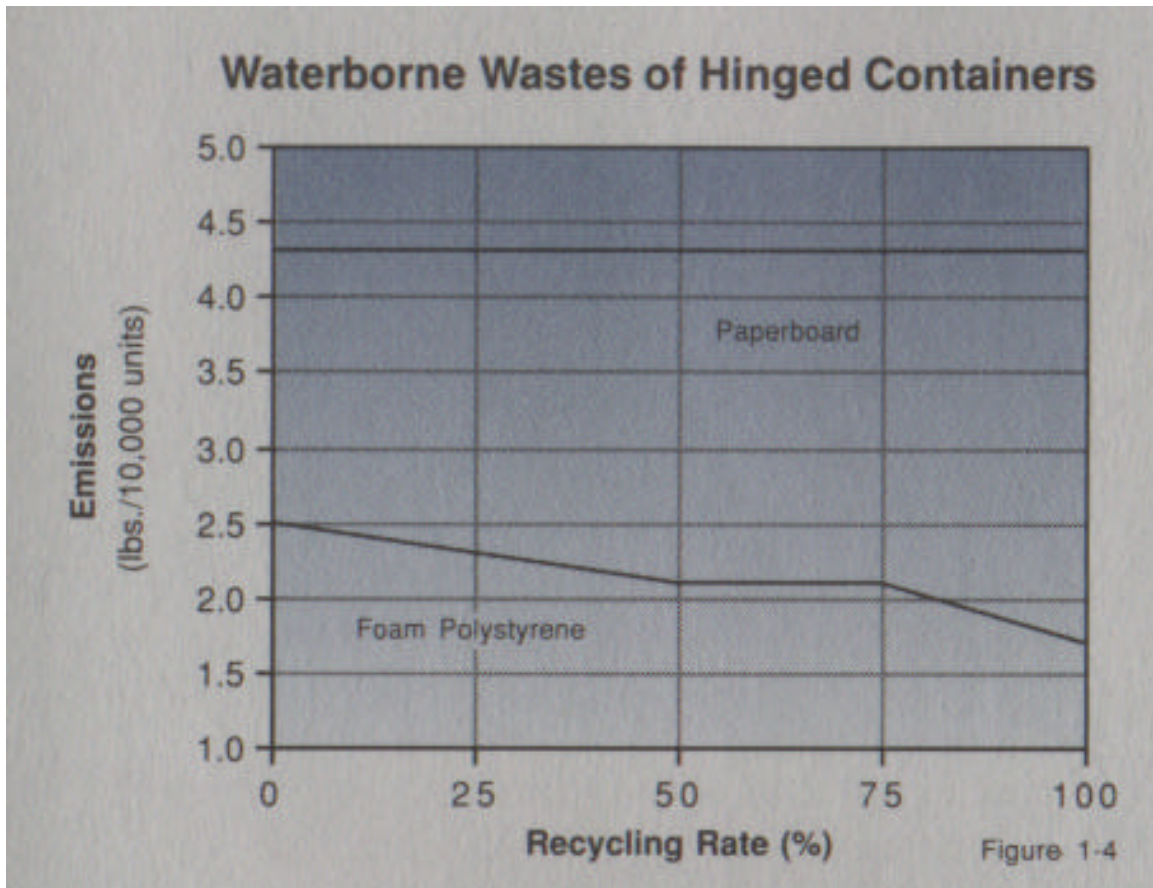 Waterborne Wastes of Hinged Containers
5.0
4.5
4.0
3.5
3.0
2.5
2.0
1.5
1.0
Emissions
(lbs./10,000 units)
Paperboard
Foam Polystyrene
0 25 50 75 100
Recycling Rate (%)
Figure 1-4